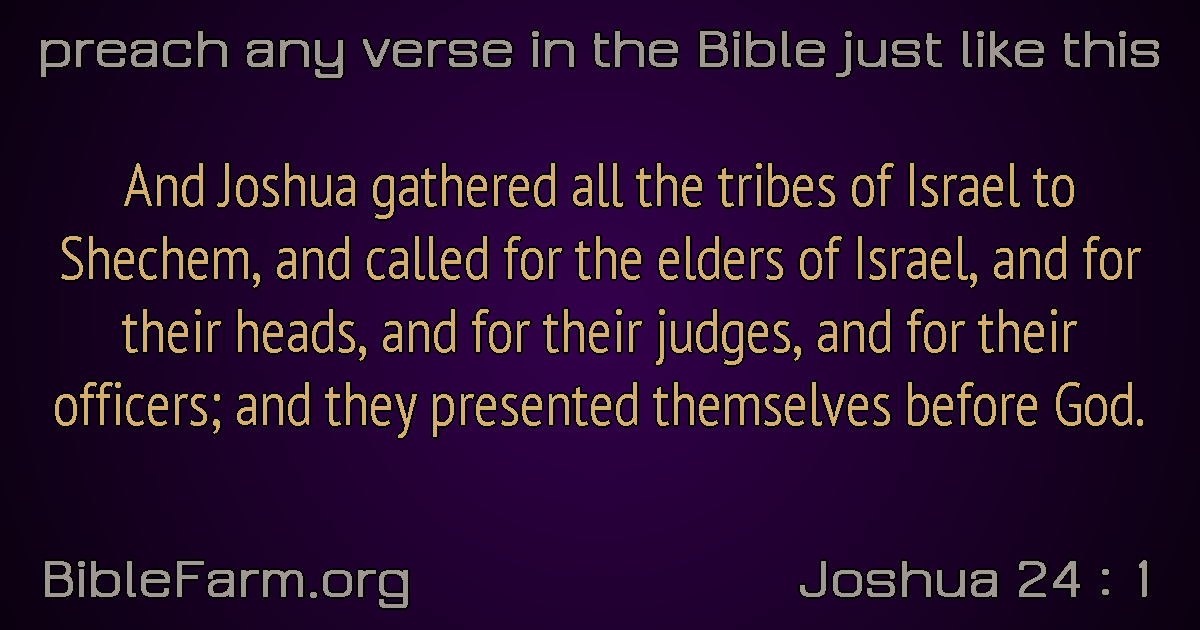 preach any verse in the Bible just like this
And Joshua gathered all the tribes of Israel to
Shechem, and called for the elders of Israel, and for
their heads, and for their judges, and for their
officers; and they presented themselves before God.
BibleFarm.org
Joshua 24 : 1